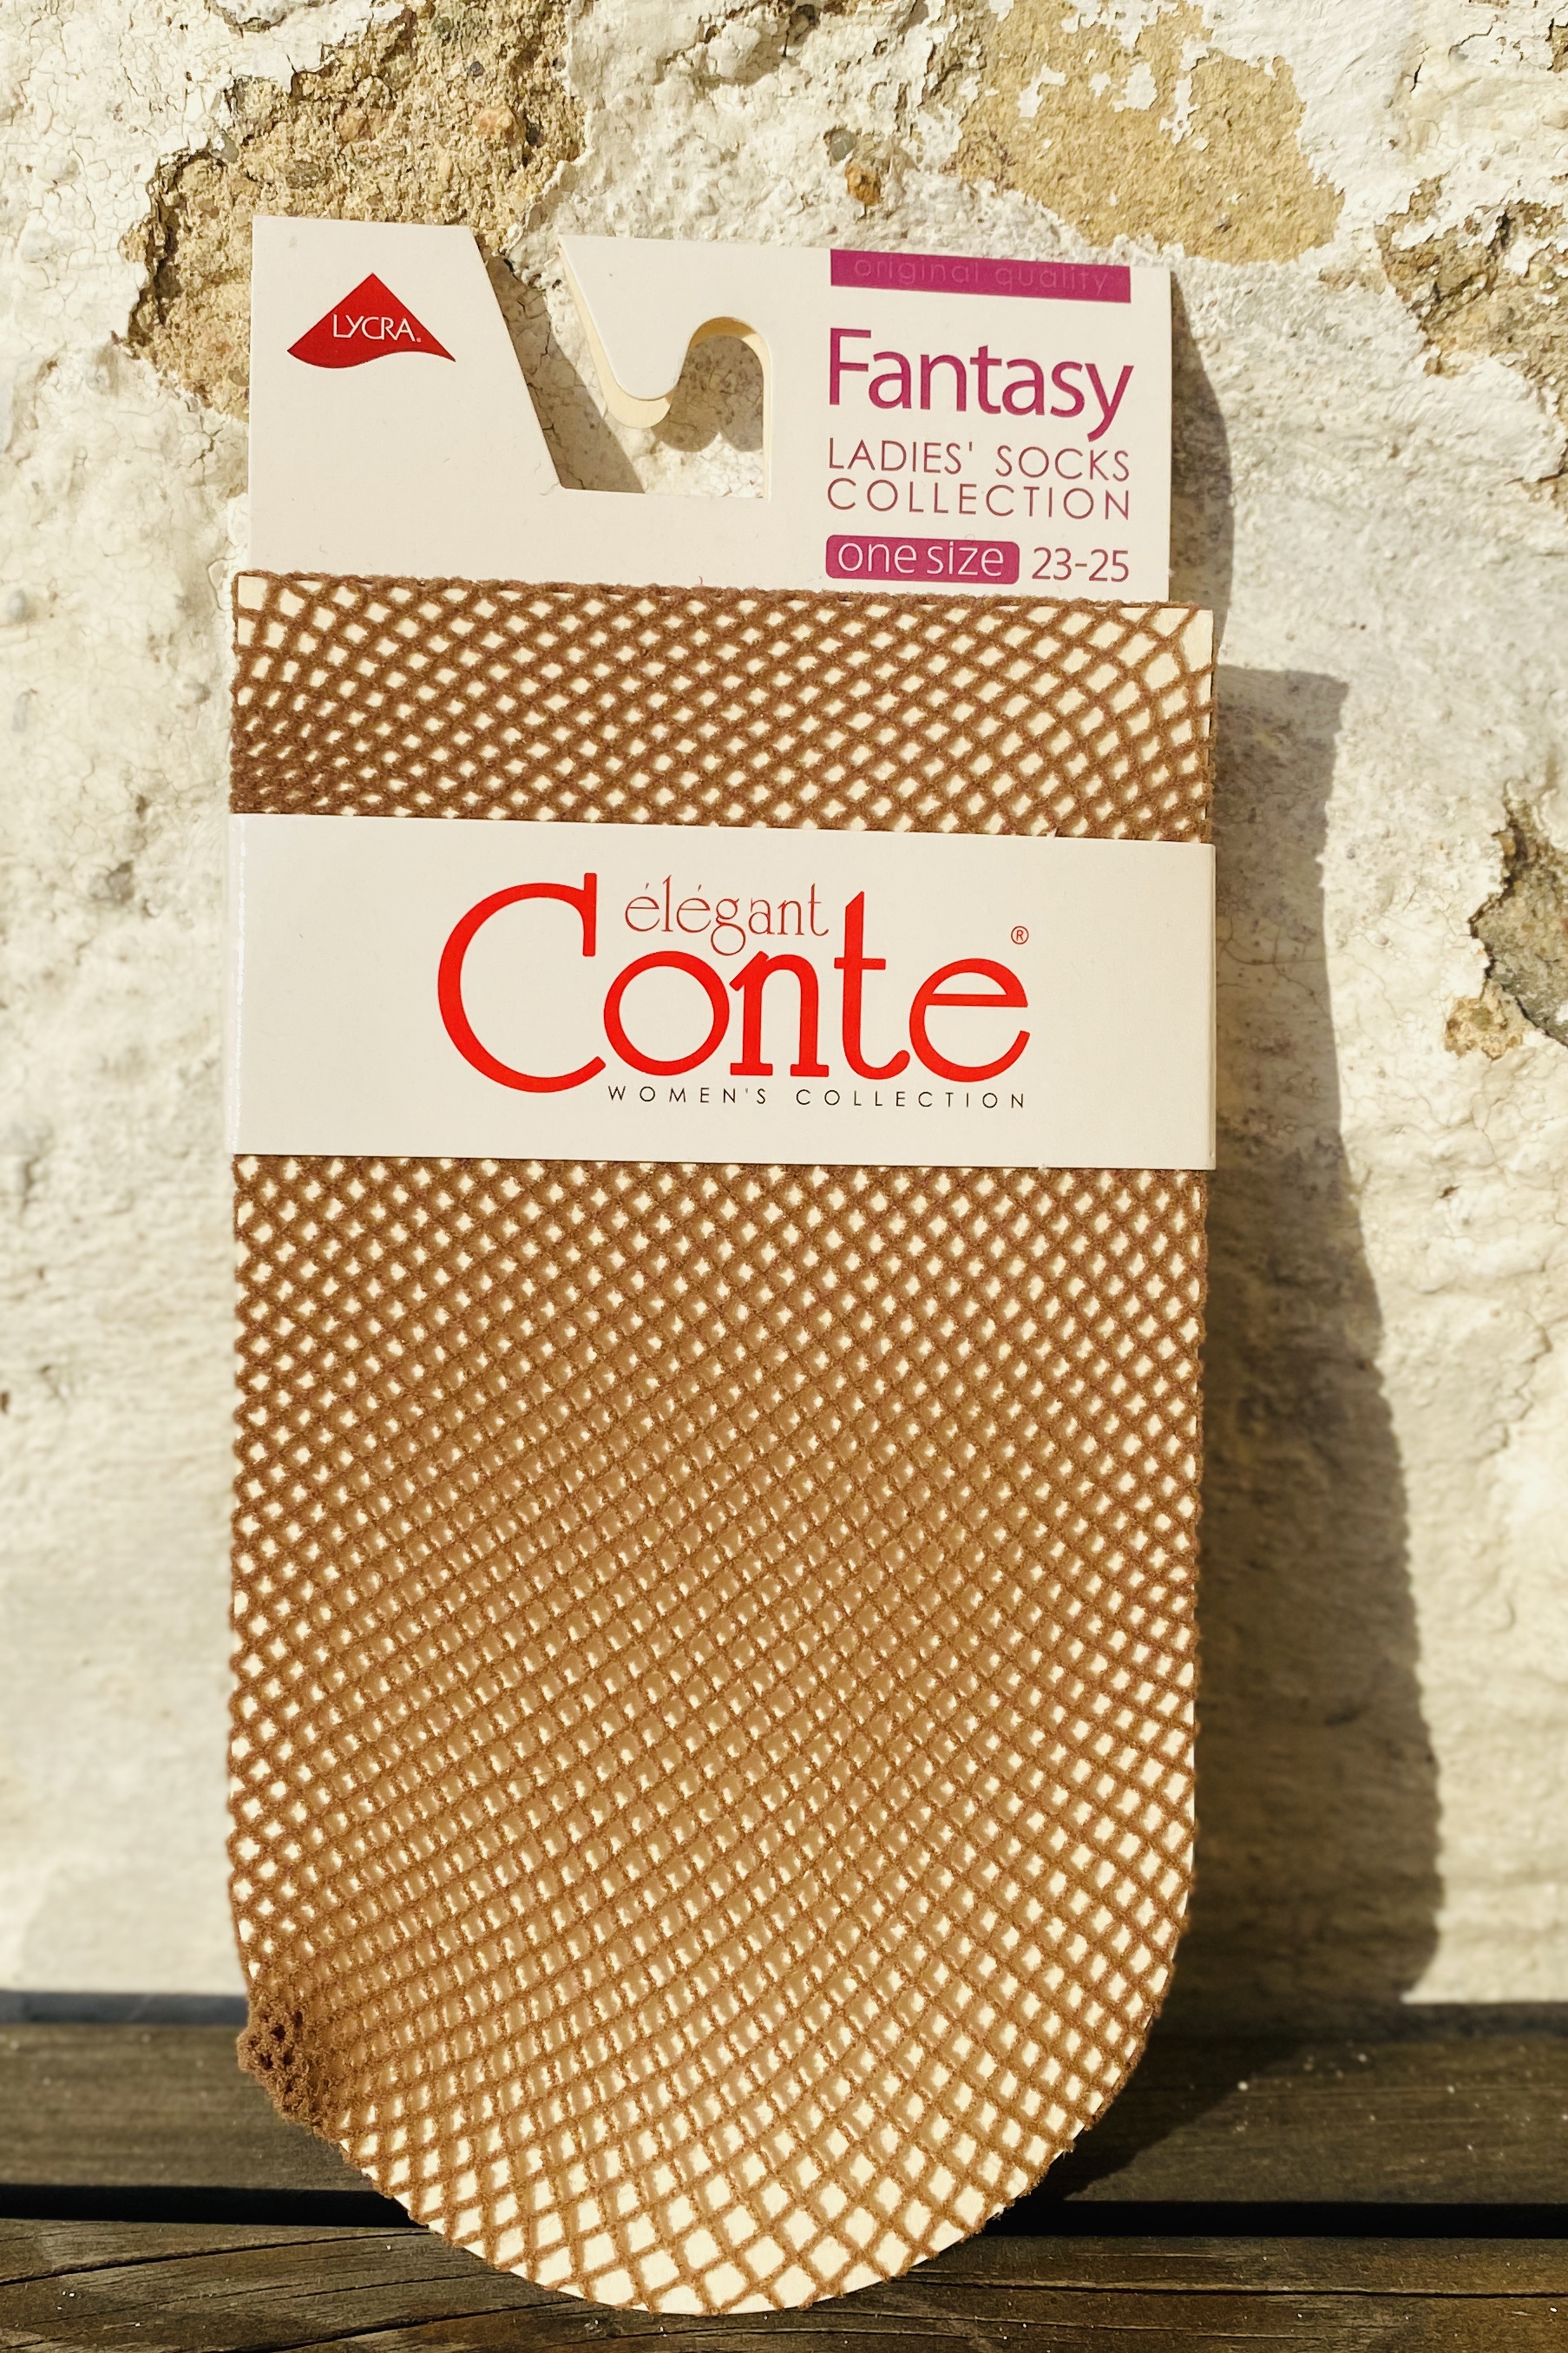 LYCRA®
original quality
Fantasy
LADIES' SOCKS
COLLECTION
one size 23-25
élégant
Conte®
WOMEN'S COLLECTION